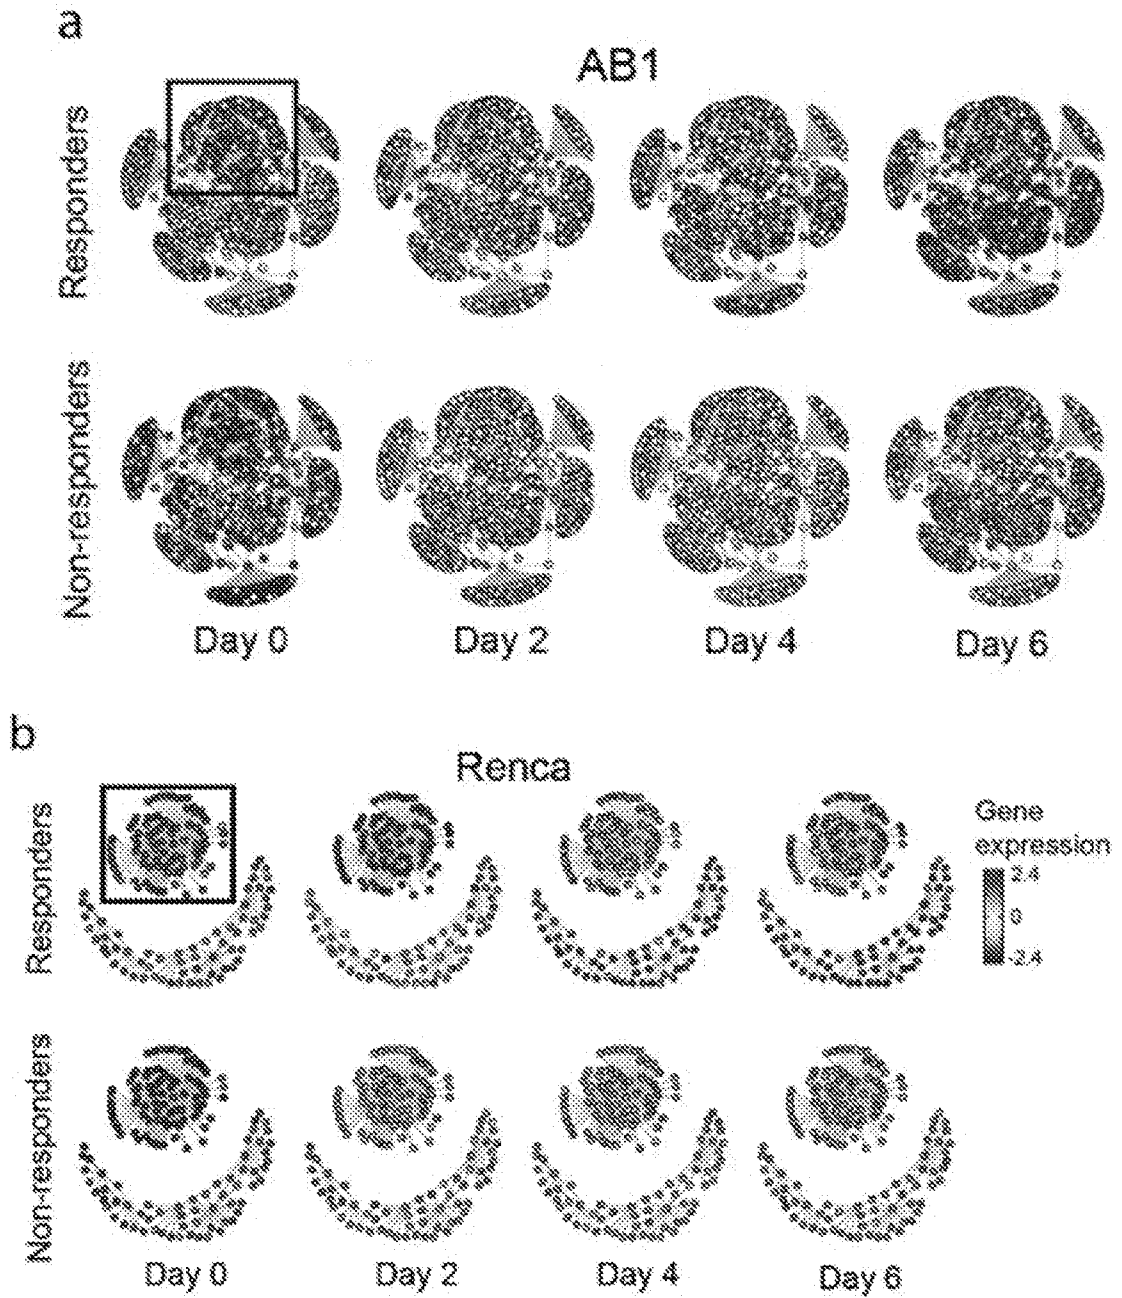 a
AB1
Responders
Non-responders
Day 0
Day 2
Day 4
Day 6
b
Renca
Responders
Gene
expression
2.4
0
-2.4
Non-responders
Day 0
Day 2
Day 4
Day 6